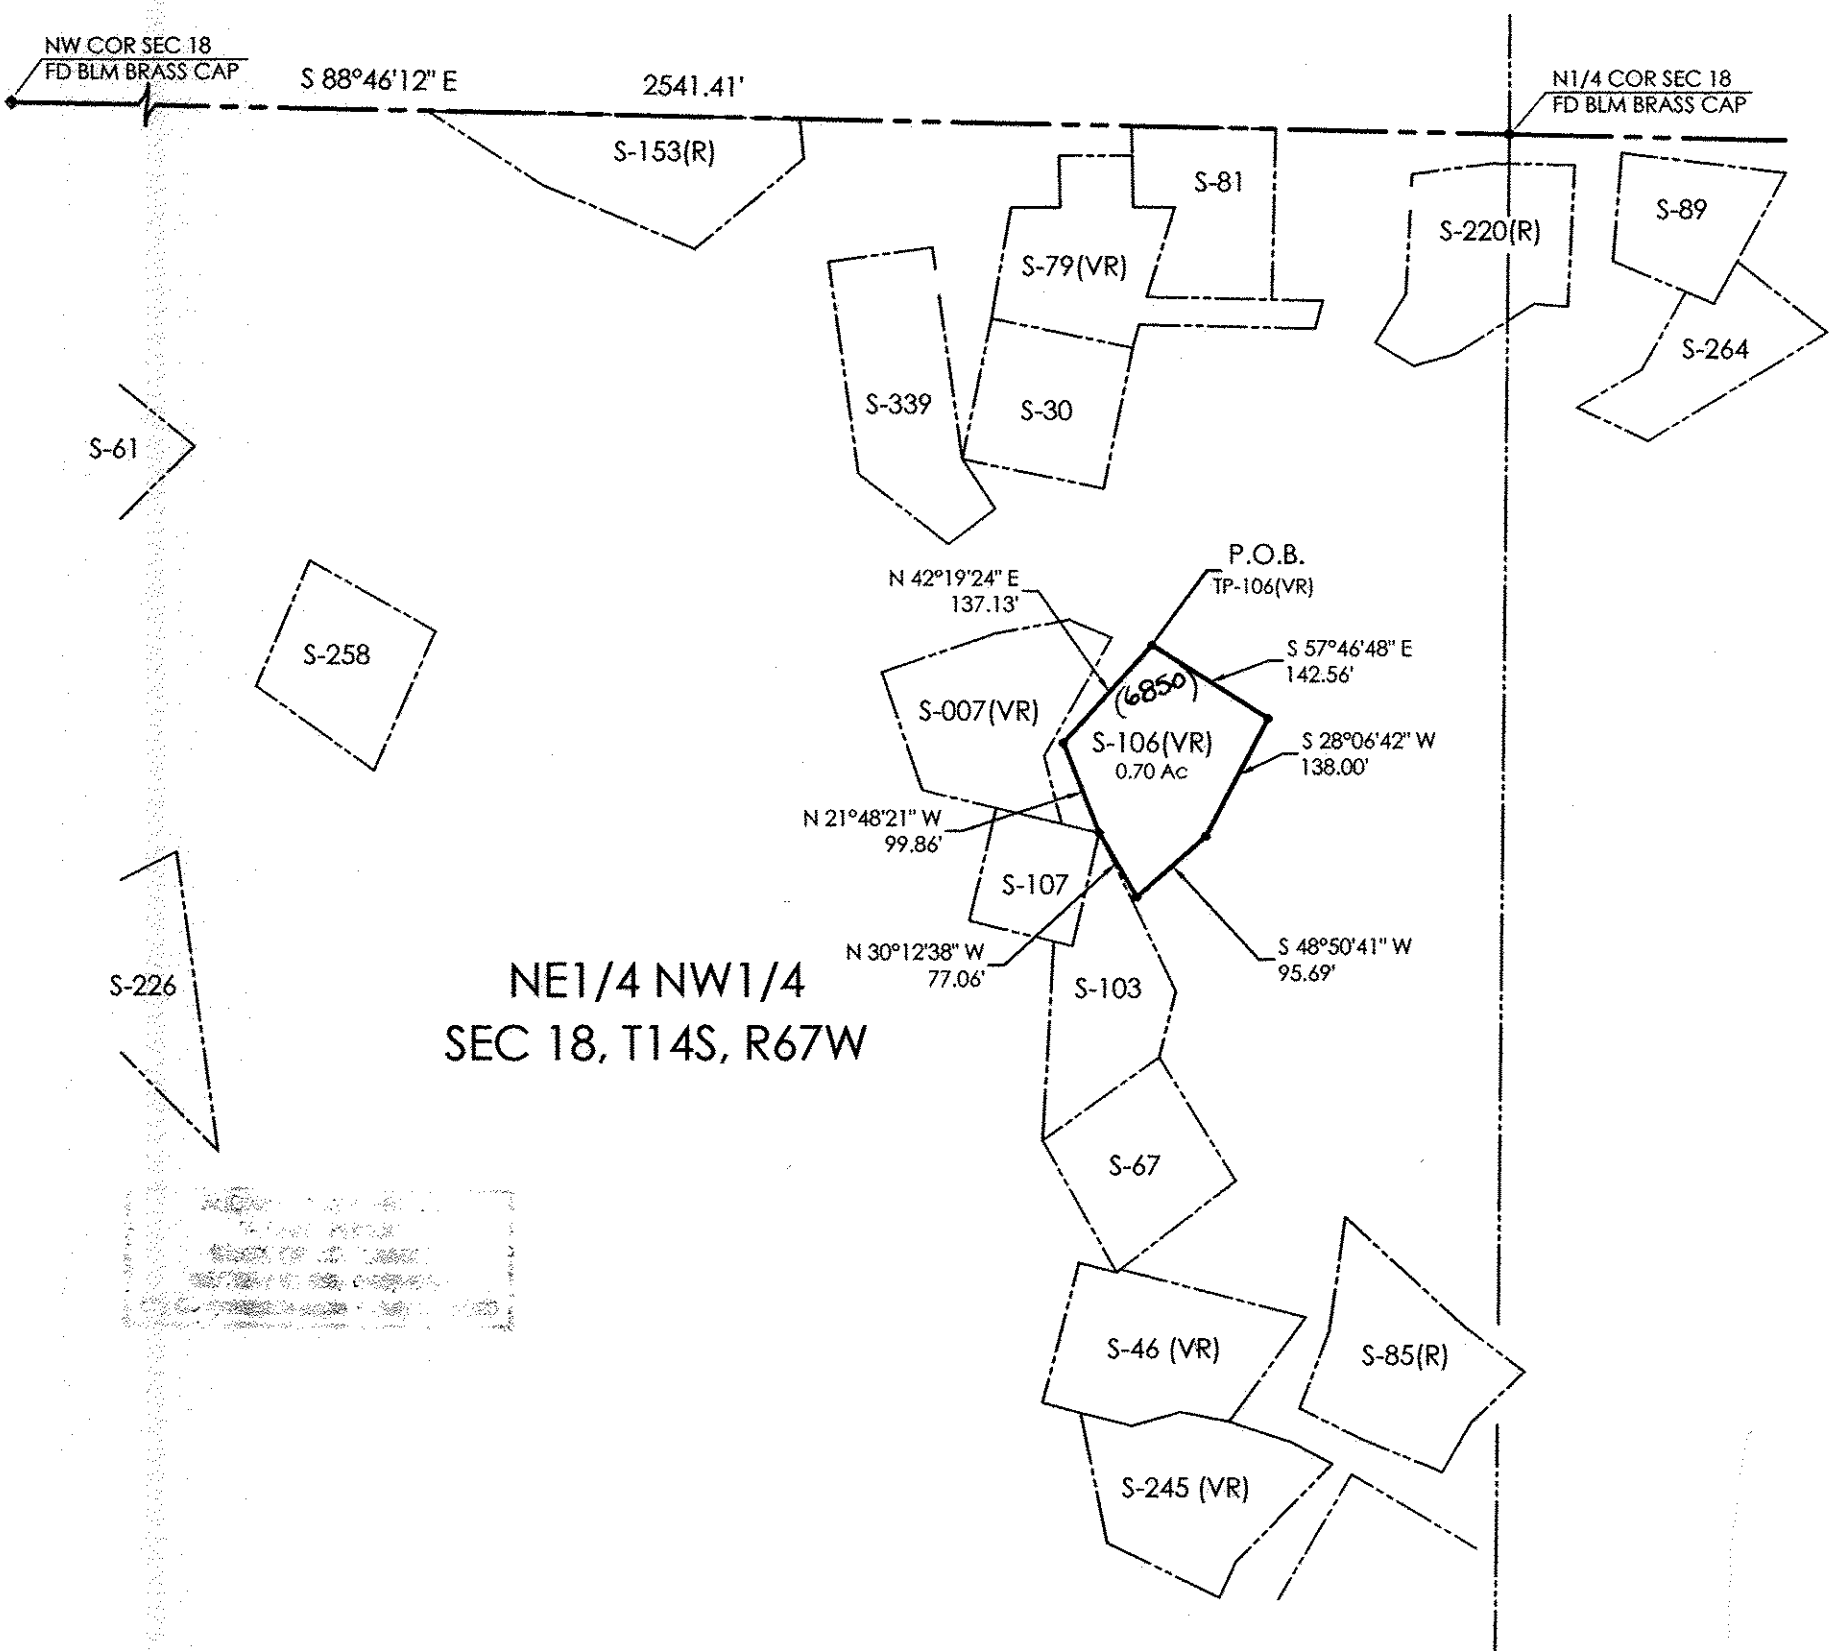 NW COR SEC 18
FD BLM BRASS CAP
S 88°46'12" E
2541.41'
N1/4 COR SEC 18
FD BLM BRASS CAP
S-153(R)
S-81
S-89
S-220(R)
S-79(VR)
S-264
S-339
S-30
S-61
P.O.B.
TP-106(VR)
N 42°19'24" E
137.13'
S 57°46'48" E
142.56'
S-258
(6850)
S-007(VR)
S-106(VR)
0.70 Ac
S 28°06'42" W
138.00'
N 21°48'21" W
99.86'
S-107
N 30°12'38" W
77.06'
S 48°50'41" W
95.69'
S-226
S-103
NE1/4 NW1/4
SEC 18, T14S, R67W
S-67
S-46 (VR)
S-85(R)
S-245 (VR)